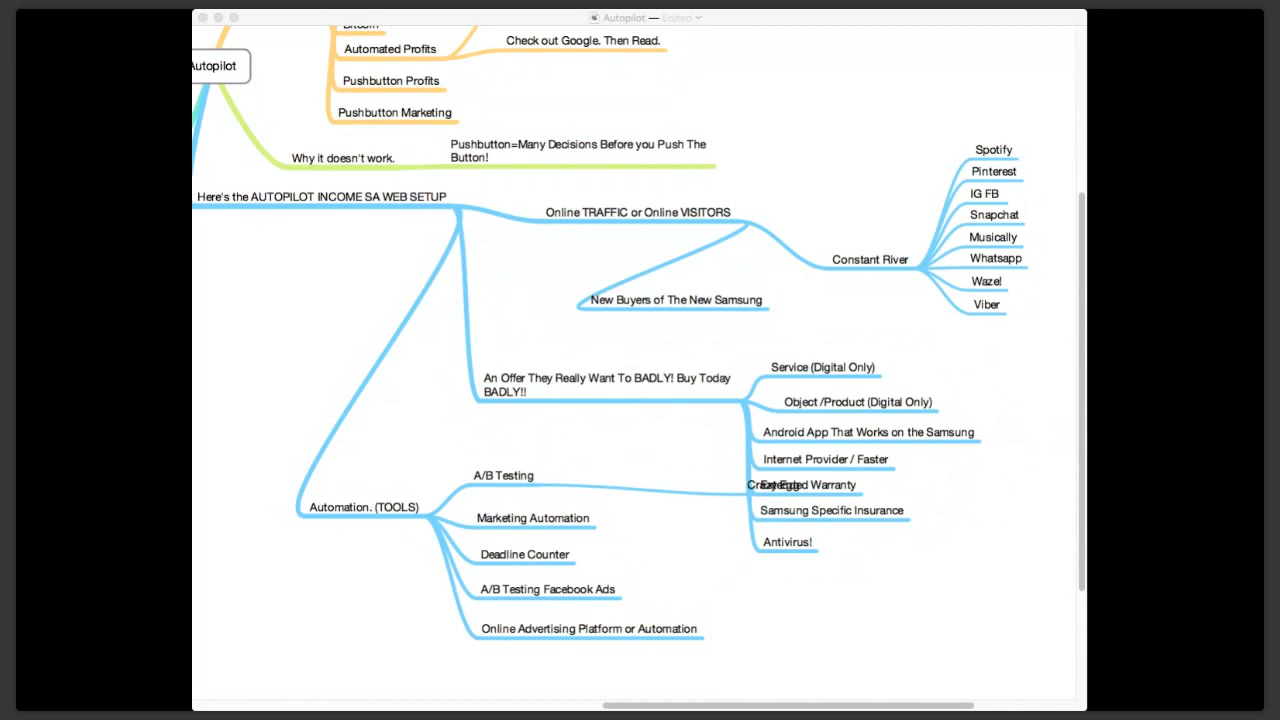 Autopilot — Edited
Bitcoin
Automated Profits
Check out Google. Then Read.
Autopilot
Pushbutton Profits
Pushbutton Marketing
Why it doesn't work.
Pushbutton=Many Decisions Before you Push The
Button!
Here's the AUTOPILOT INCOME SA WEB SETUP
Online TRAFFIC or Online VISITORS
Constant River
Spotify
Pinterest
IG FB
Snapchat
Musically
Whatsapp
Waze!
Viber
New Buyers of The New Samsung
An Offer They Really Want To BADLY! Buy Today
BADLY!!
Service (Digital Only)
Object /Product (Digital Only)
Android App That Works on the Samsung
Internet Provider / Faster
Extended Warranty
Samsung Specific Insurance
Antivirus!
Automation. (TOOLS)
A/B Testing
Crazy Egg
Marketing Automation
Deadline Counter
A/B Testing Facebook Ads
Online Advertising Platform or Automation